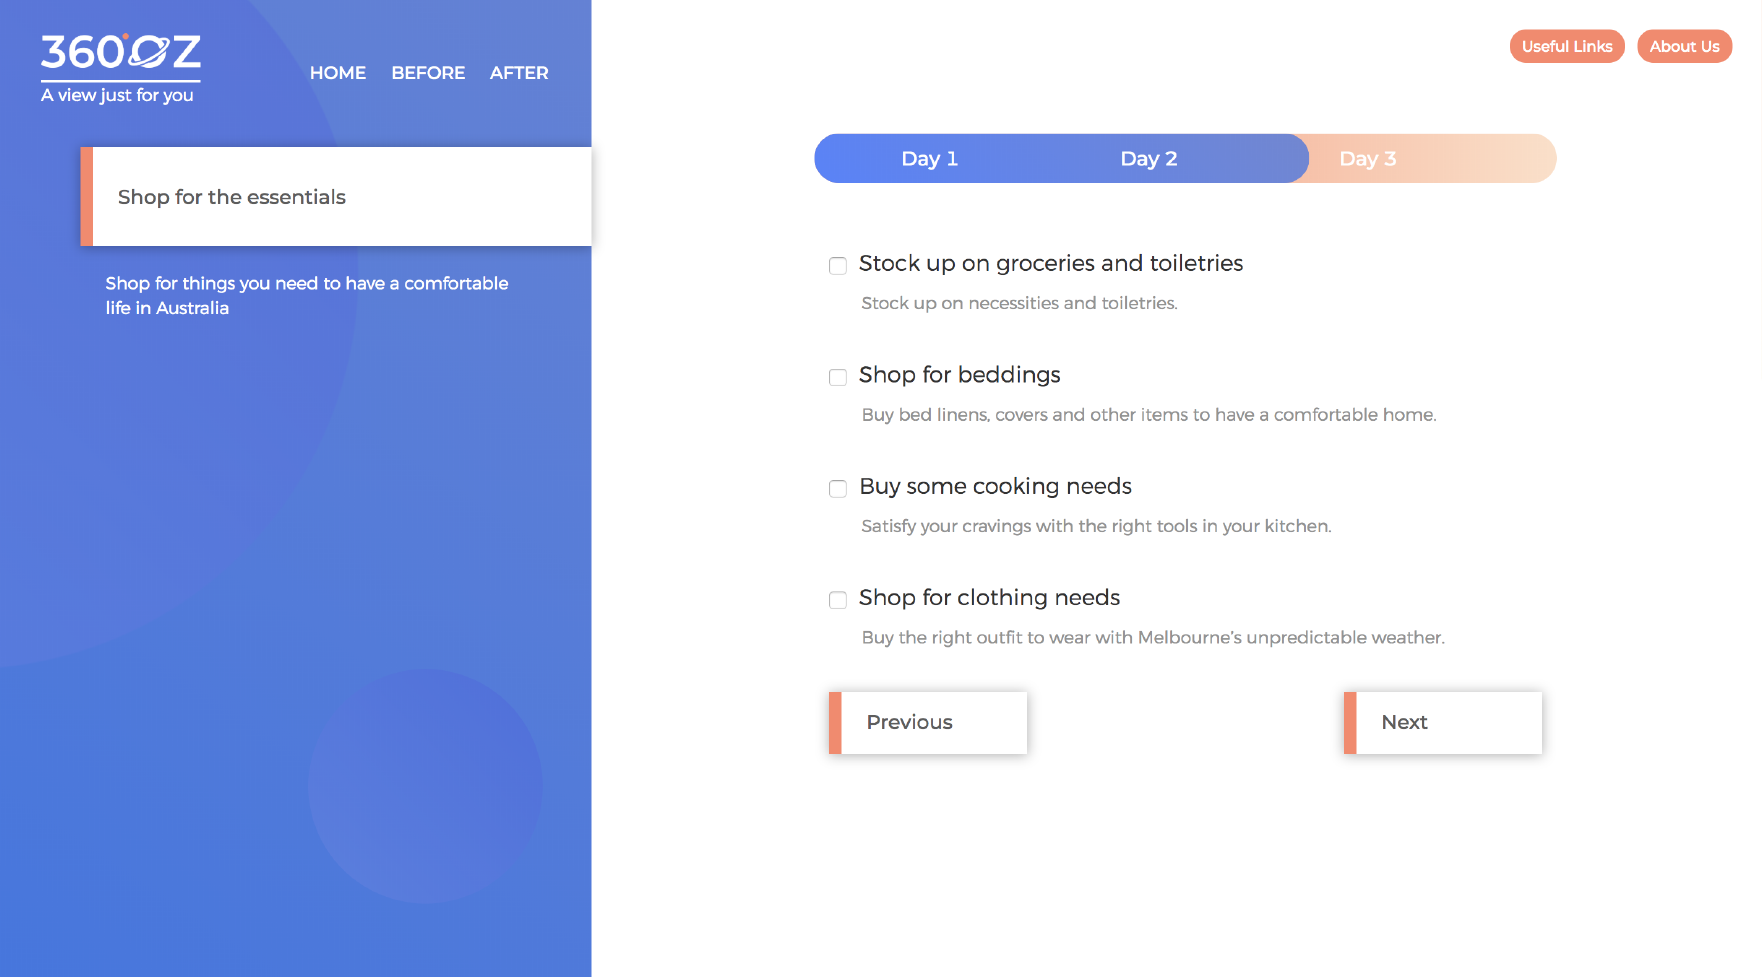 360°OZ
A view just for you
HOME BEFORE AFTER
Useful Links About Us
Shop for the essentials
Shop for things you need to have a comfortable
life in Australia
Day 1 Day 2 Day 3
Stock up on groceries and toiletries
Stock up on necessities and toiletries.
Shop for beddings
Buy bed linens, covers and other items to have a comfortable home.
Buy some cooking needs
Satisfy your cravings with the right tools in your kitchen.
Shop for clothing needs
Buy the right outfit to wear with Melbourne’s unpredictable weather.
Previous Next